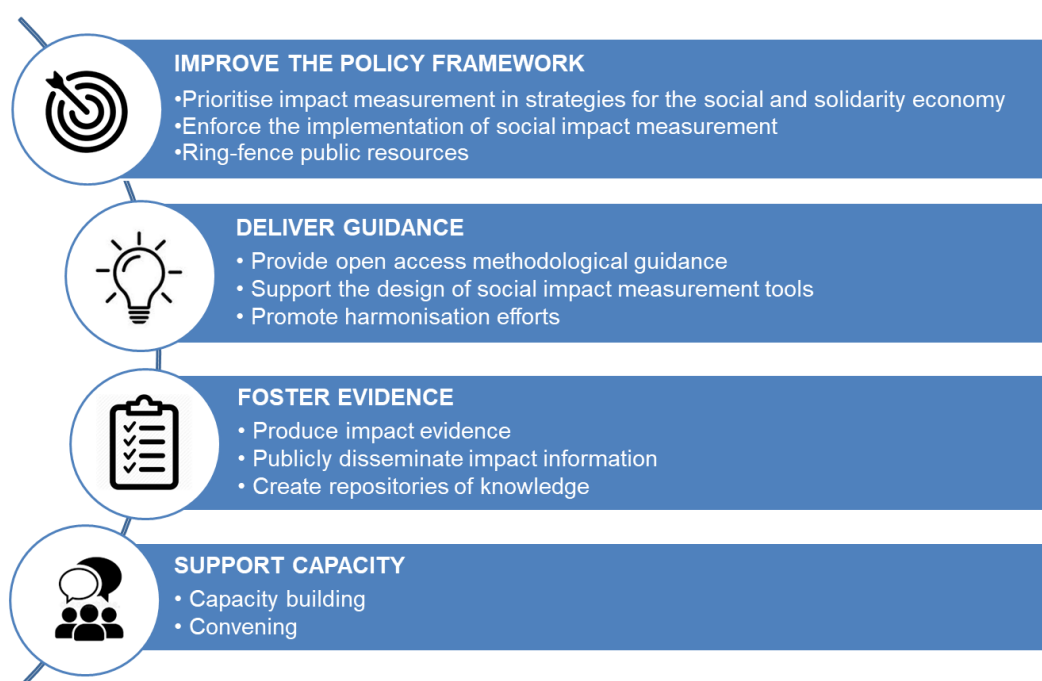 IMPROVE THE POLICY FRAMEWORK
•Prioritise impact measurement in strategies for the social and solidarity economy
•Enforce the implementation of social impact measurement
•Ring-fence public resources
DELIVER GUIDANCE
• Provide open access methodological guidance
• Support the design of social impact measurement tools
• Promote harmonisation efforts
FOSTER EVIDENCE
• Produce impact evidence
• Publicly disseminate impact information
• Create repositories of knowledge
SUPPORT CAPACITY
• Capacity building
• Convening